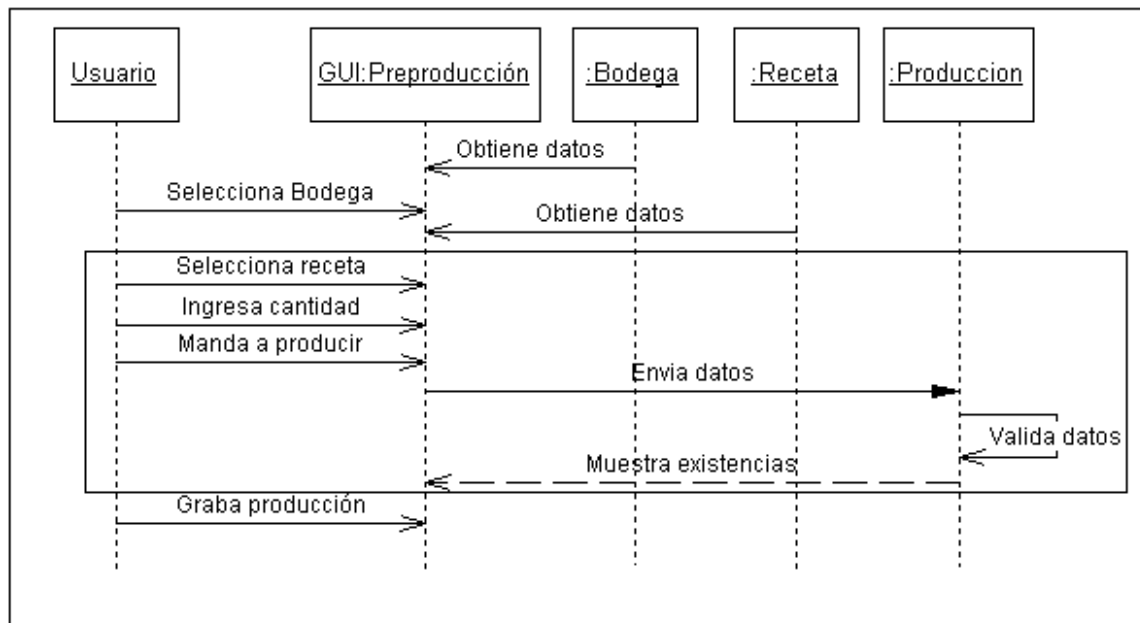 Usuario
GUI:Preproducción
:Bodega
:Receta
:Produccion
Obtiene datos
Selecciona Bodega
Obtiene datos
Selecciona receta
Ingresa cantidad
Manda a producir
Envia datos
Valida datos
Muestra existencias
Graba producción